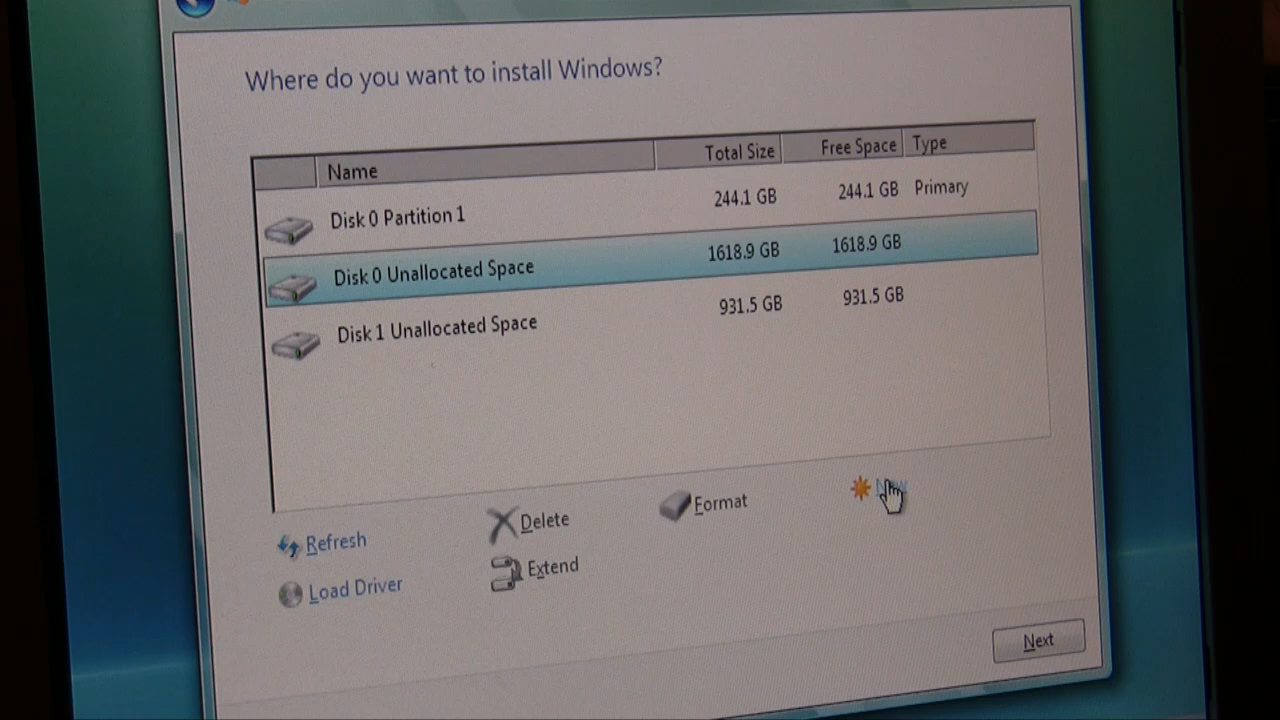 Where do you want to install Windows?
Name Total Size Free Space Type
Disk 0 Partition 1 244.1 GB 244.1 GB Primary
Disk 0 Unallocated Space 1618.9 GB 1618.9 GB
Disk 1 Unallocated Space 931.5 GB 931.5 GB
Refresh Delete Format
Load Driver Extend
Next